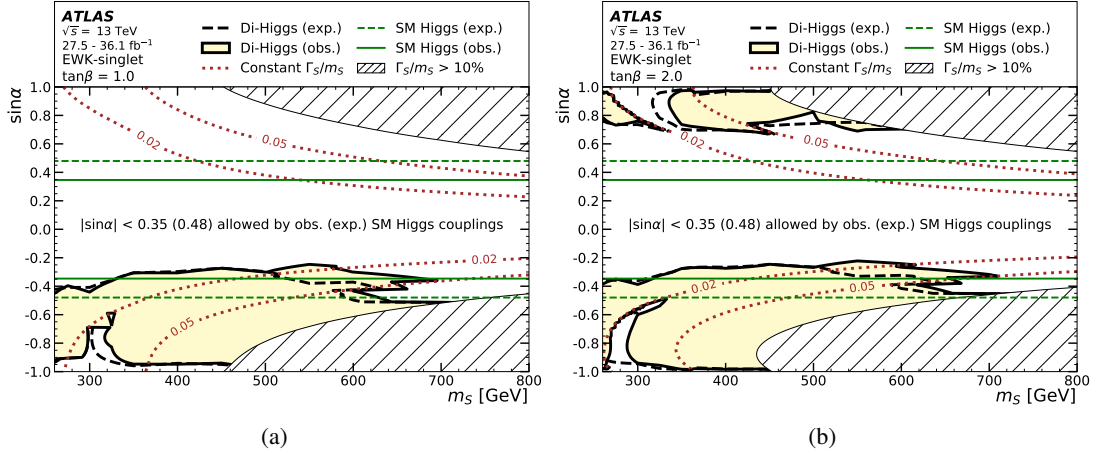 ATLAS
√s = 13 TeV
27.5 - 36.1 fb⁻¹
EWK-singlet
tanβ = 1.0
Di-Higgs (exp.)
Di-Higgs (obs.)
Constant Γ_S/m_S
SM Higgs (exp.)
SM Higgs (obs.)
Γ_S/m_S > 10%
sinα
1.0
0.8
0.6
0.4
0.2
0.0
-0.2
-0.4
-0.6
-0.8
-1.0
0.02
0.05
|sinα| < 0.35 (0.48) allowed by obs. (exp.) SM Higgs couplings
0.02
0.05
300 400 500 600 700 800
m_S [GeV]
(a)
ATLAS
√s = 13 TeV
27.5 - 36.1 fb⁻¹
EWK-singlet
tanβ = 2.0
Di-Higgs (exp.)
Di-Higgs (obs.)
Constant Γ_S/m_S
SM Higgs (exp.)
SM Higgs (obs.)
Γ_S/m_S > 10%
sinα
1.0
0.8
0.6
0.4
0.2
0.0
-0.2
-0.4
-0.6
-0.8
-1.0
0.02
0.05
|sinα| < 0.35 (0.48) allowed by obs. (exp.) SM Higgs couplings
0.02
0.05
300 400 500 600 700 800
m_S [GeV]
(b)